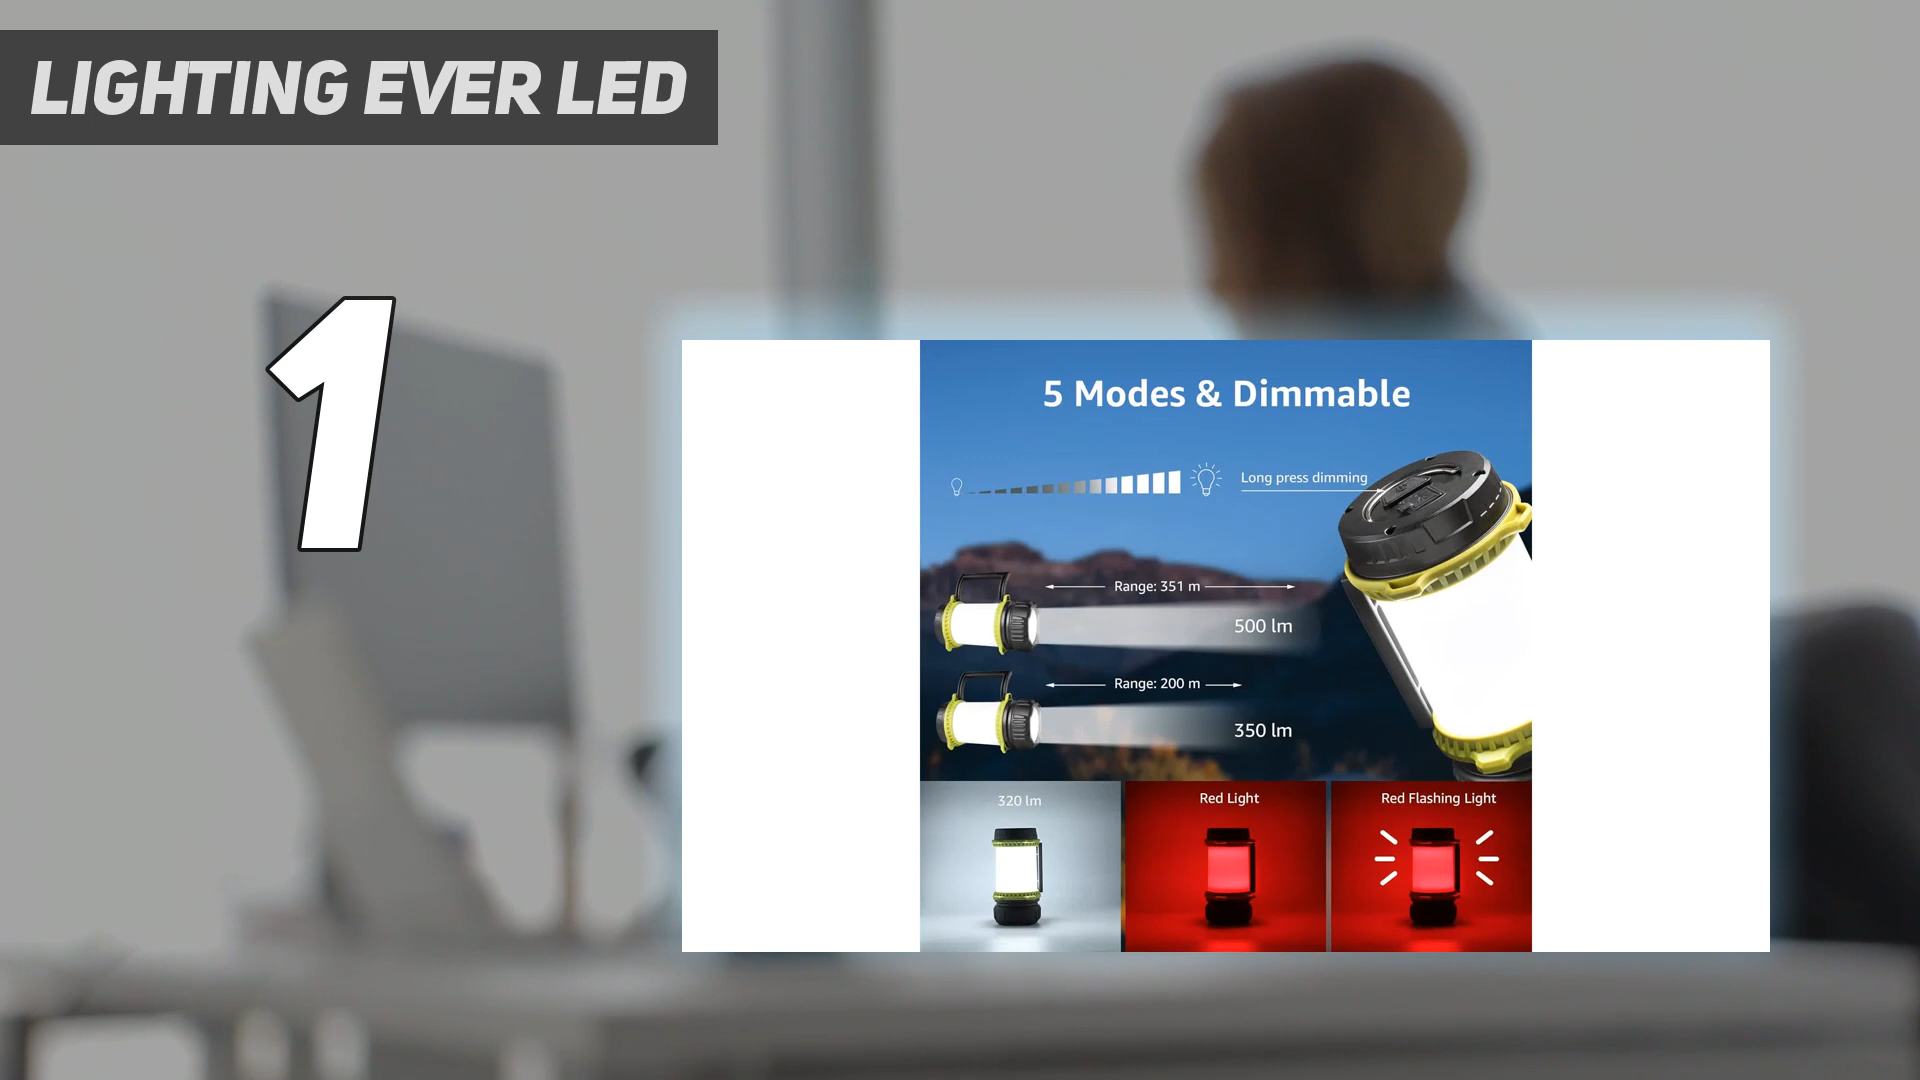 LIGHTING EVER LED
1
5 Modes & Dimmable
Long press dimming
Range: 351 m
500 lm
Range: 200 m
350 lm
320 lm
Red Light
Red Flashing Light